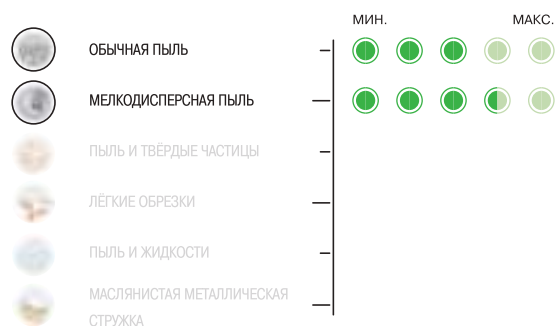 МИН. МАКС.
ОБЫЧНАЯ ПЫЛЬ
МЕЛКОДИСПЕРСНАЯ ПЫЛЬ
ПЫЛЬ И ТВЁРДЫЕ ЧАСТИЦЫ
ЛЁГКИЕ ОБРЕЗКИ
ПЫЛЬ И ЖИДКОСТИ
МАСЛЯНИСТАЯ МЕТАЛЛИЧЕСКАЯ
СТРУЖКА